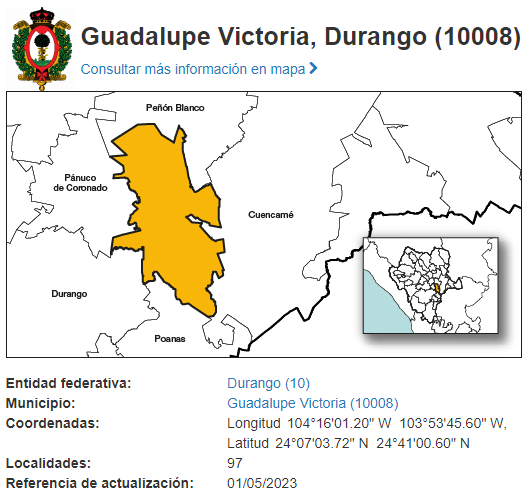 Guadalupe Victoria, Durango (10008)
Consultar más información en mapa
Peñón Blanco
Pánuco
de Coronado
Cuencamé
Durango
Poanas
Entidad federativa: Durango (10)
Municipio: Guadalupe Victoria (10008)
Coordenadas: Longitud 104°16'01.20" W 103°53'45.60" W,
Latitud 24°07'03.72" N 24°41'00.60" N
Localidades: 97
Referencia de actualización: 01/05/2023